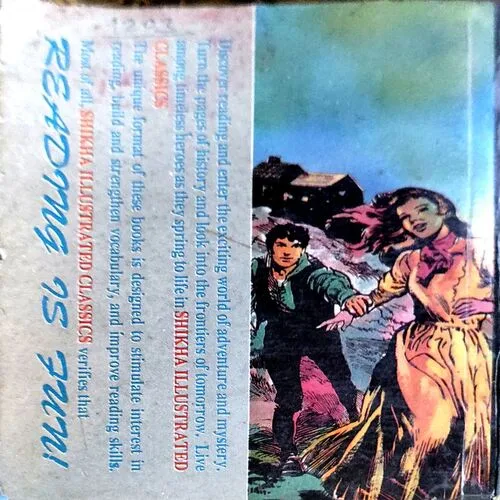 Discover reading and enter the exciting world of adventure and mystery.
Turn the pages of history and look into the frontiers of tomorrow. Live
among timeless heroes as they spring to life in SHIKHA ILLUSTRATED
CLASSICS
The unique format of these books is designed to stimulate interest in
reading, build and strengthen vocabulary, and improve reading skills.
Most of all, SHIKHA ILLUSTRATED CLASSICS writes that
READING IS FUN!